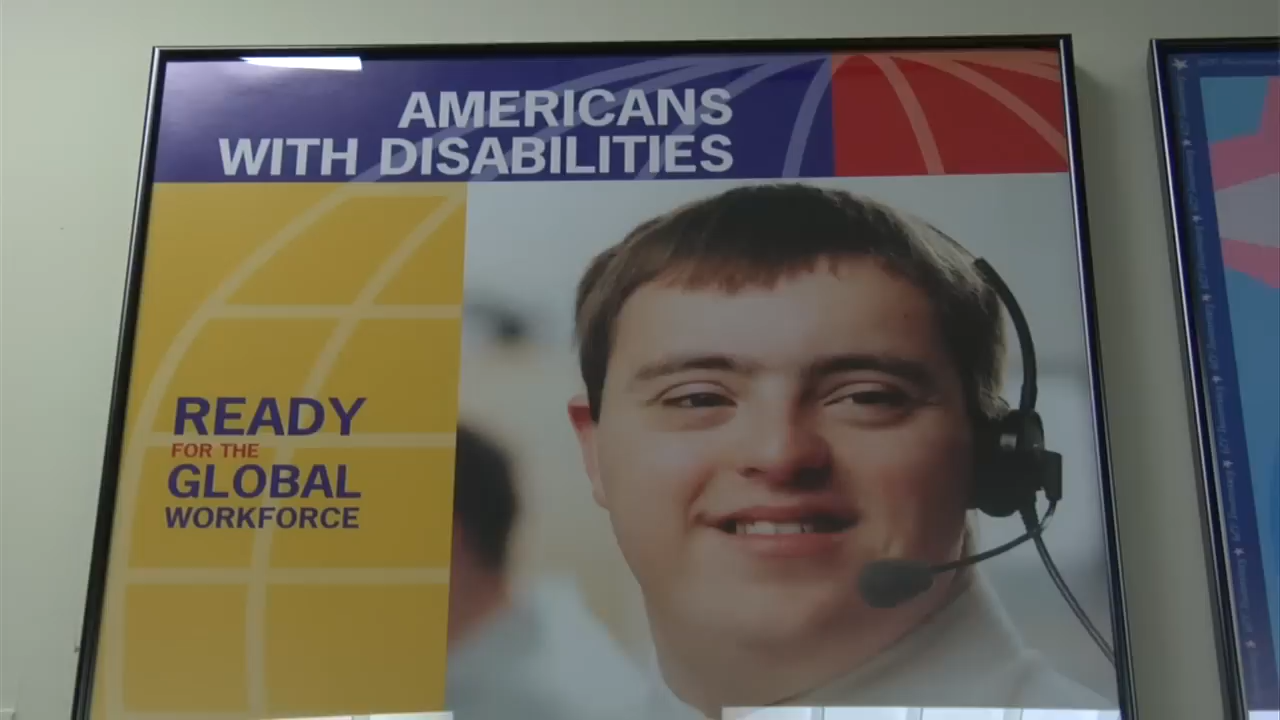 AMERICANS
WITH DISABILITIES
READY
FOR THE
GLOBAL
WORKFORCE